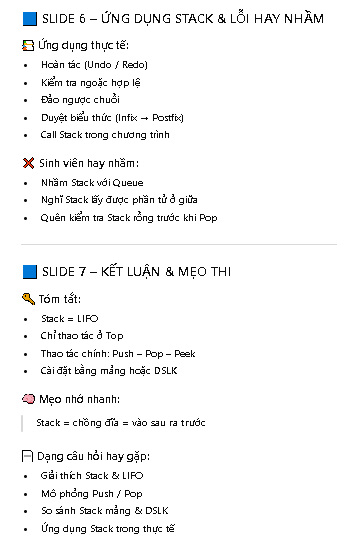 🟦 SLIDE 6 – ỨNG DỤNG STACK & LỖI HAY NHẦM
Ứng dụng thực tế:
• Hoàn tác (Undo / Redo)
• Kiểm tra ngoặc hợp lệ
• Đảo ngược chuỗi
• Duyệt biểu thức (Infix → Postfix)
• Call Stack trong chương trình
❌ Sinh viên hay nhầm:
• Nhầm Stack với Queue
• Nghĩ Stack lấy được phần tử ở giữa
• Quên kiểm tra Stack rỗng trước khi Pop
🟦 SLIDE 7 – KẾT LUẬN & MẸO THI
🔑 Tóm tắt:
• Stack = LIFO
• Chỉ thao tác ở Top
• Thao tác chính: Push – Pop – Peek
• Cài đặt bằng mảng hoặc DSLK
🧠 Mẹo nhớ nhanh:
Stack = chồng đĩa = vào sau ra trước
Dạng câu hỏi hay gặp:
• Giải thích Stack & LIFO
• Mô phỏng Push / Pop
• So sánh Stack mảng & DSLK
• Ứng dụng Stack trong thực tế